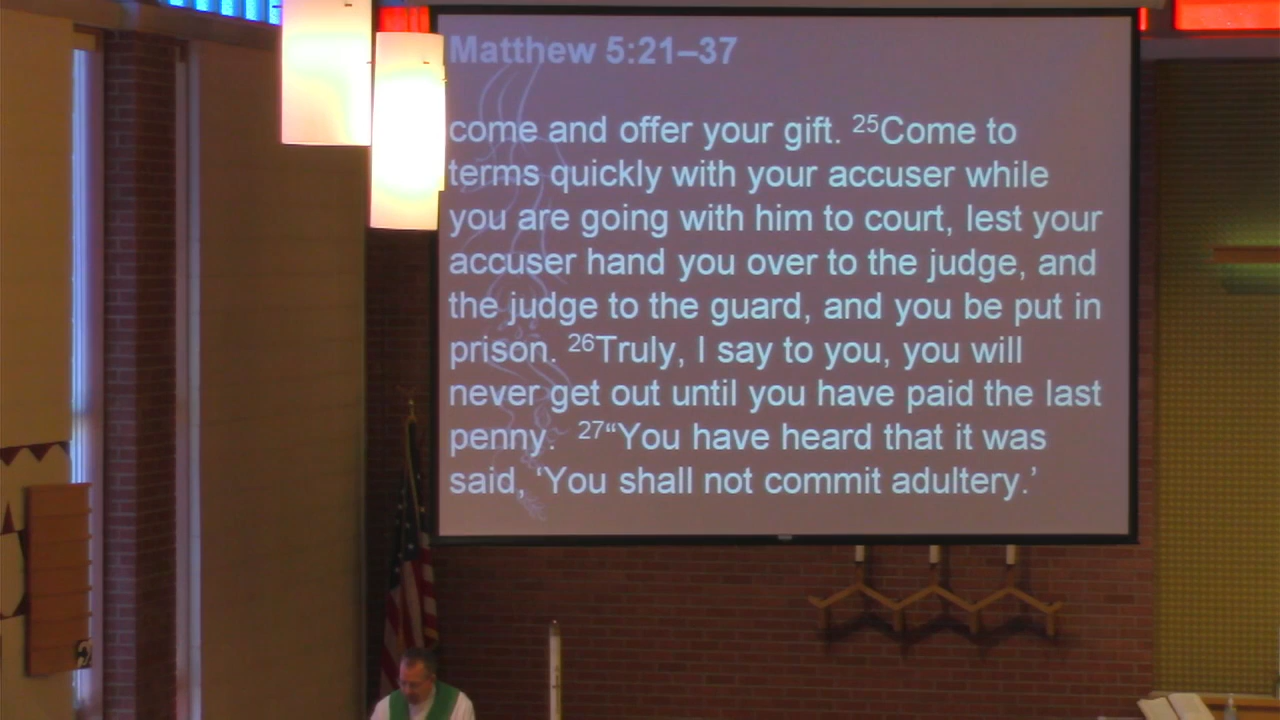 Matthew 5:21–37
come and offer your gift. 25Come to
terms quickly with your accuser while
you are going with him to court, lest your
accuser hand you over to the judge, and
the judge to the guard, and you be put in
prison. 26Truly, I say to you, you will
never get out until you have paid the last
penny. 27“You have heard that it was
said, ‘You shall not commit adultery.’